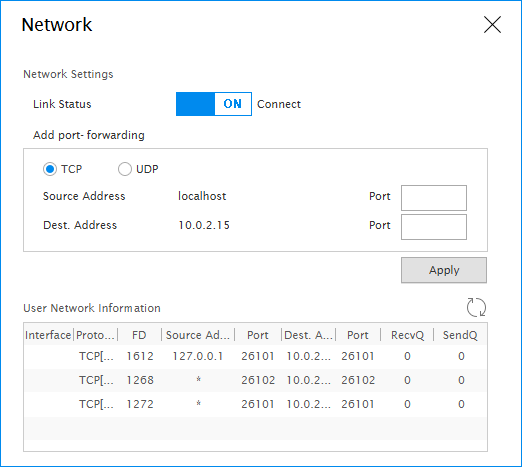 Network
Network Settings
Link Status ON Connect
Add port- forwarding
TCP UDP
Source Address localhost Port
Dest. Address 10.0.2.15 Port
Apply
User Network Information
Interface Proto... FD Source Ad... Port Dest. A... Port RecvQ SendQ
TCP[... 1612 127.0.0.1 26101 10.0.2... 26101 0 0
TCP[... 1268 * 26102 10.0.2... 26102 0 0
TCP[... 1272 * 26101 10.0.2... 26101 0 0